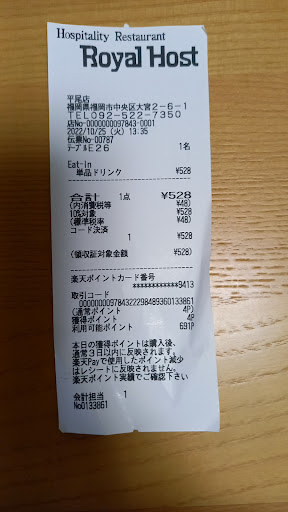 Hospitality Restaurant
Royal Host
平尾店
福岡県福岡市中央区大宮2-6-1
TEL092-522-7350
店No-0000000097843-0001
2022/10/25 (火) 13:35
伝票No-00787
ﾃｰﾌﾞﾙE26 1名
Eat-In
単品ドリンク ¥528
合計 1点 ¥528
(内消費税等 ¥48)
10%対象 ¥528
(標準税率 ¥48)
コード決済
1 ¥528
(領収証対象金額 ¥528)
楽天ポイントカード番号
************9413
取引コード
0000000097843229848936013​3861
(通常ポイント 4P)
獲得ポイント 4P
利用可能ポイント 691P
本日の獲得ポイントは購入後、
通常3日以内に反映されます。
楽天Payで使用したポイント減少
はレシートに反映されません。
楽天ポイント実績でご確認下さい
会計担当 1
No0133861